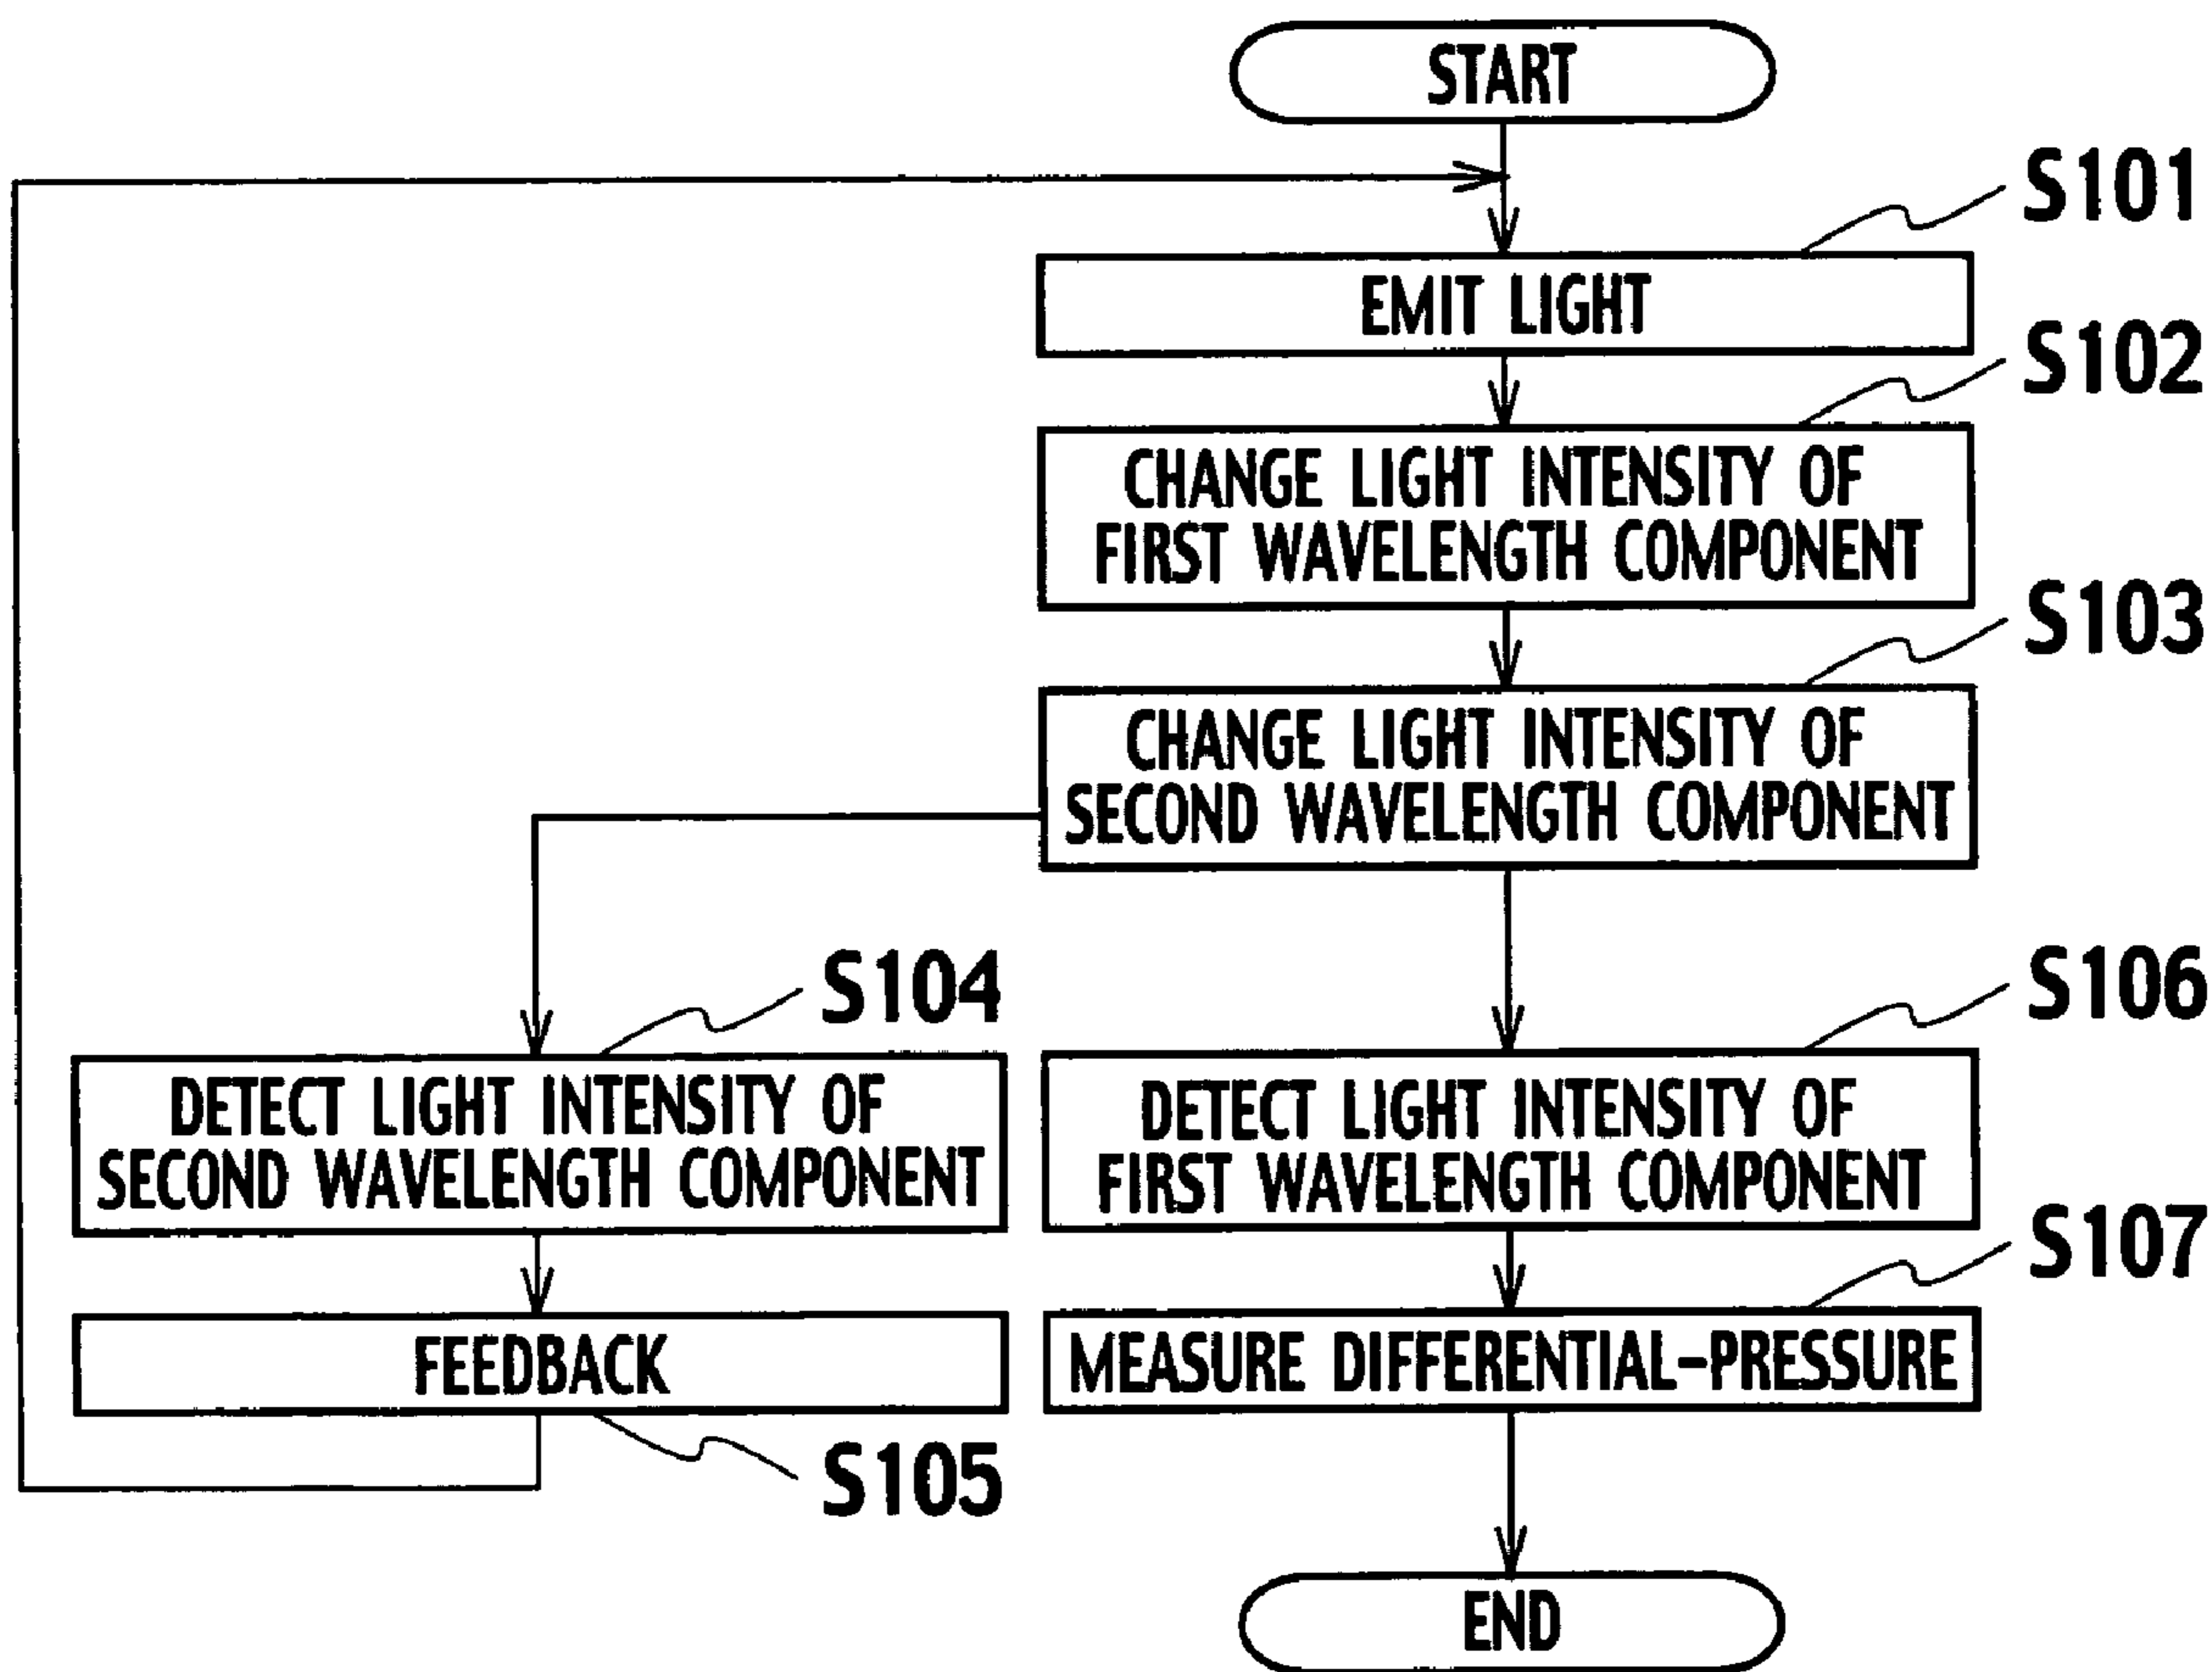 START
S101
EMIT LIGHT
S102
CHANGE LIGHT INTENSITY OF
FIRST WAVELENGTH COMPONENT
S103
CHANGE LIGHT INTENSITY OF
SECOND WAVELENGTH COMPONENT
S104
DETECT LIGHT INTENSITY OF
SECOND WAVELENGTH COMPONENT
FEEDBACK
S105
S106
DETECT LIGHT INTENSITY OF
FIRST WAVELENGTH COMPONENT
S107
MEASURE DIFFERENTIAL-PRESSURE
END